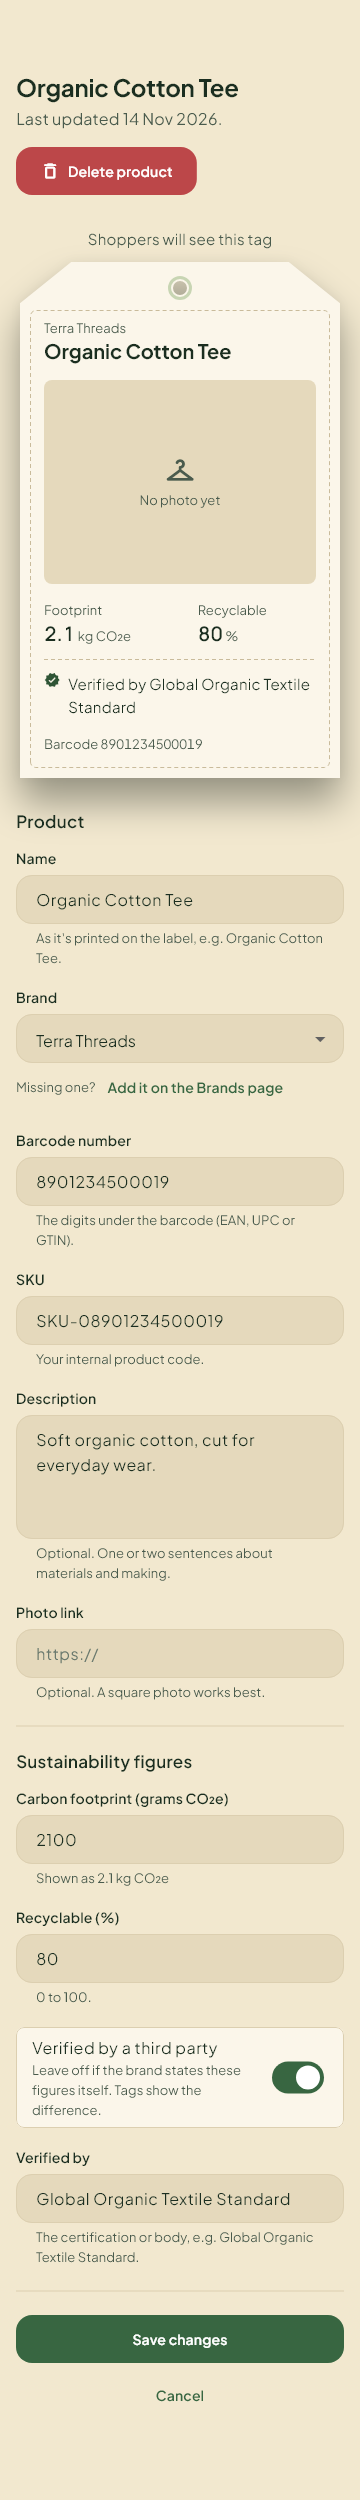 Organic Cotton Tee
Last updated 14 Nov 2026.
Delete product
Shoppers will see this tag
Terra Threads
Organic Cotton Tee
No photo yet
Footprint
2.1 kg CO₂e
Recyclable
80 %
Verified by Global Organic Textile
Standard
Barcode 8901234500019
Product
Name
Organic Cotton Tee
As it's printed on the label, e.g. Organic Cotton
Tee.
Brand
Terra Threads
Missing one? Add it on the Brands page
Barcode number
8901234500019
The digits under the barcode (EAN, UPC or
GTIN).
SKU
SKU-08901234500019
Your internal product code.
Description
Soft organic cotton, cut for
everyday wear.
Optional. One or two sentences about
materials and making.
Photo link
https://
Optional. A square photo works best.
Sustainability figures
Carbon footprint (grams CO₂e)
2100
Shown as 2.1 kg CO₂e
Recyclable (%)
80
0 to 100.
Verified by a third party
Leave off if the brand states these
figures itself. Tags show the
difference.
Verified by
Global Organic Textile Standard
The certification or body, e.g. Global Organic
Textile Standard.
Save changes
Cancel